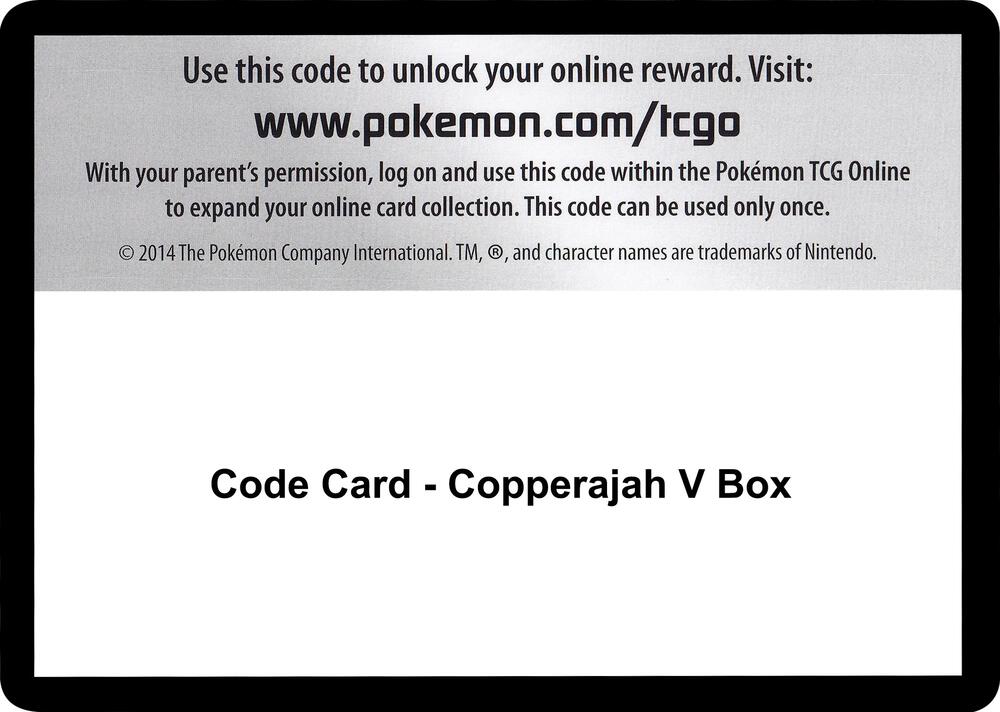 Use this code to unlock your online reward. Visit:
www.pokemon.com/tcgo
With your parent's permission, log on and use this code within the Pokémon TCG Online
to expand your online card collection. This code can be used only once.
© 2014 The Pokémon Company International. TM, ®, and character names are trademarks of Nintendo.
Code Card - Copperajah V Box